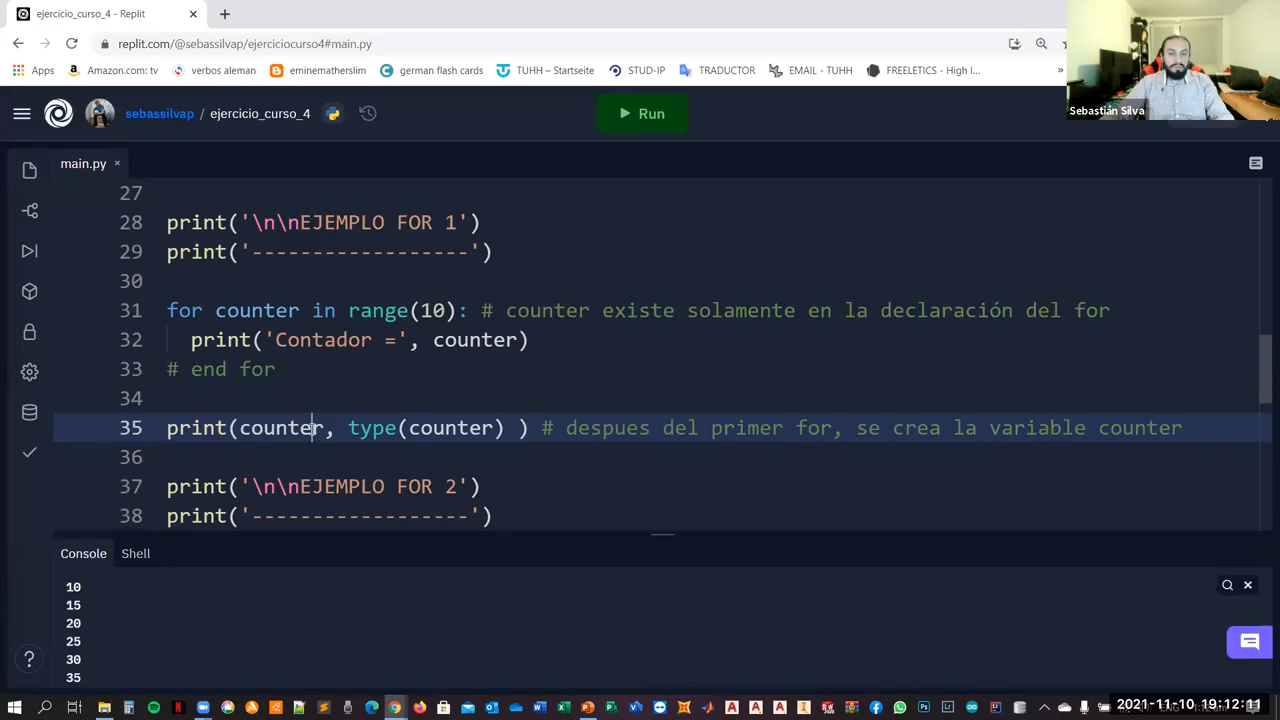 ejercicio_curso_4 - Replit
replit.com/@sebassilvap/ejerciciocurso4#main.py
Apps
Amazon.com: tv
verbos aleman
eminematherslim
german flash cards
TUHH – Startseite
STUD-IP
TRADUCTOR
EMAIL - TUHH
FREELETICS - High I...
»
Sebastián Silva
sebassilvap / ejercicio_curso_4
Run
main.py
27
28 print('\n\nEJEMPLO FOR 1')
29 print('------------------')
30
31 for counter in range(10): # counter existe solamente en la declaración del for
32 print('Contador =', counter)
33 # end for
34
35 print(counter, type(counter) ) # despues del primer for, se crea la variable counter
36
37 print('\n\nEJEMPLO FOR 2')
38 print('------------------')
Console
Shell
10
15
20
25
30
35
2021-11-10 19:12:11